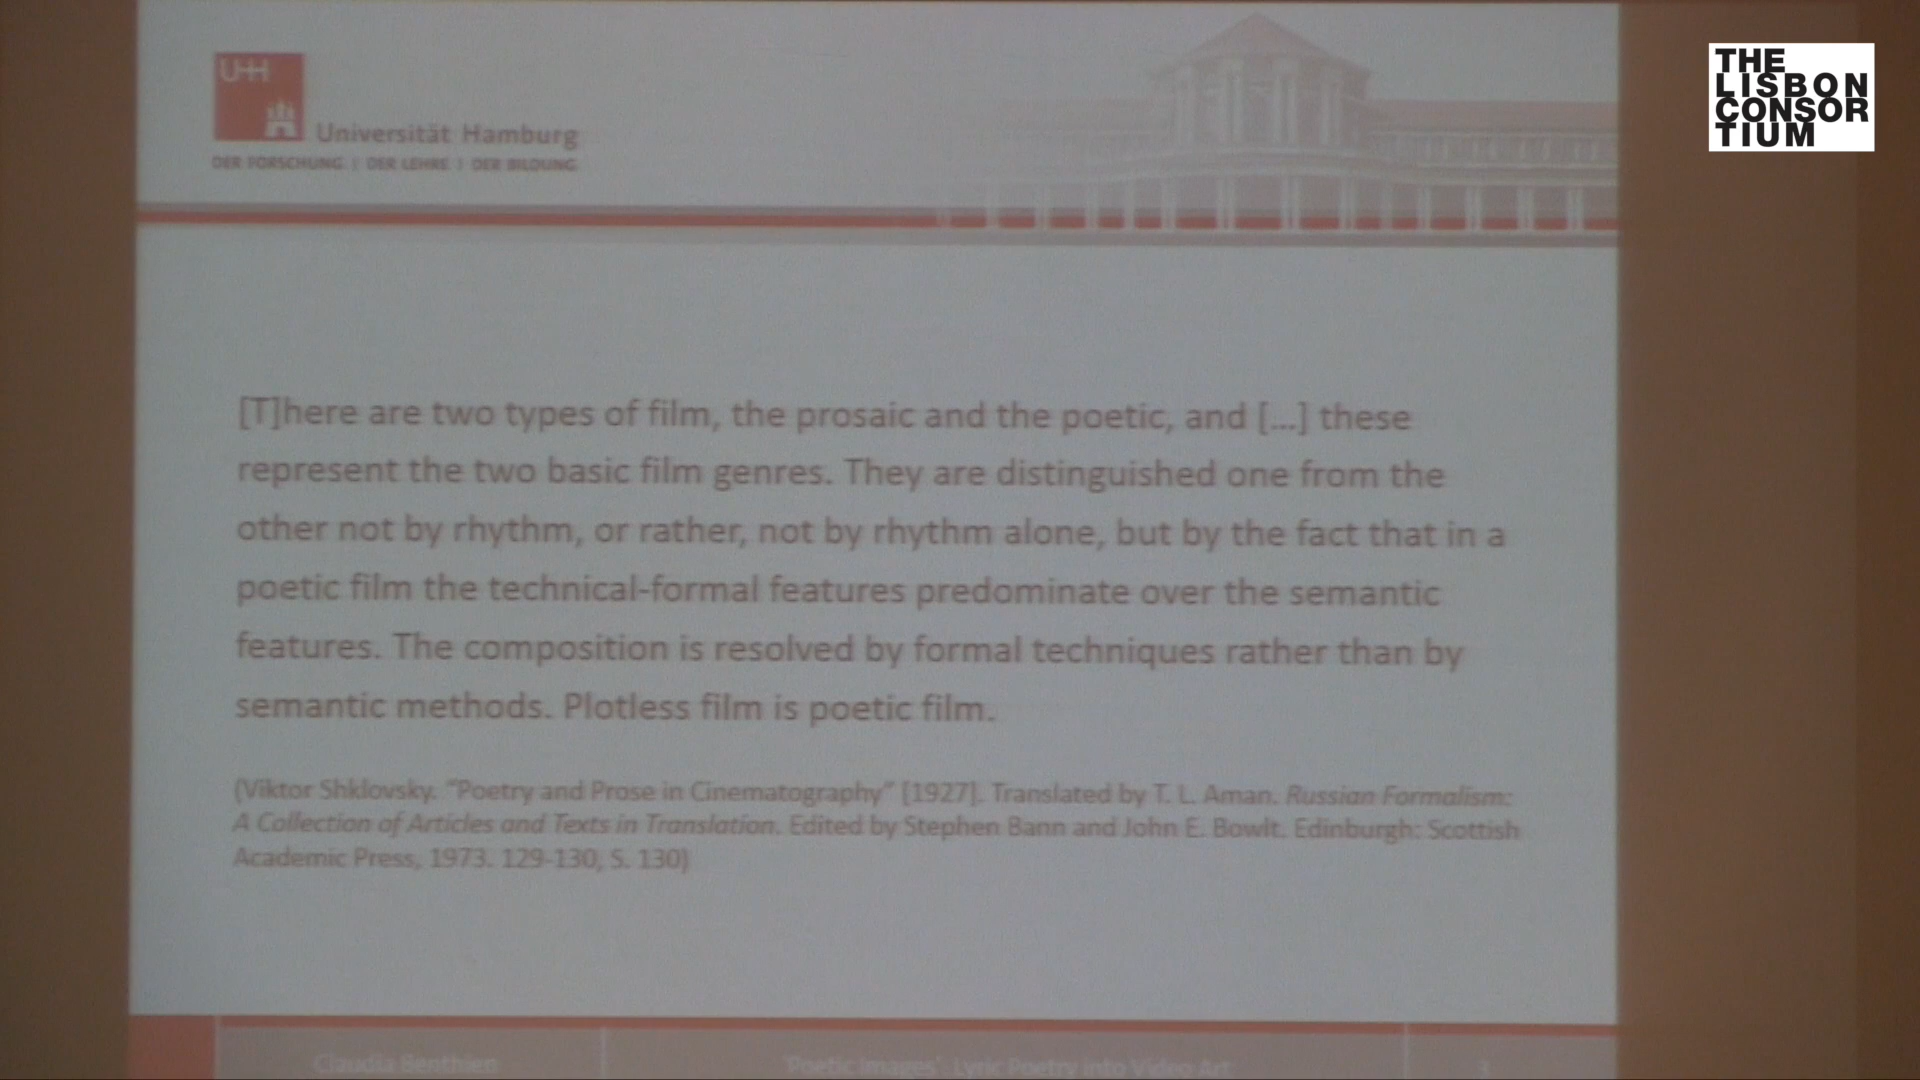 THE
LISBON
CONSOR
TIUM
UH
Universität Hamburg
DER FORSCHUNG | DER LEHRE | DER BILDUNG
[T]here are two types of film, the prosaic and the poetic, and [...] these
represent the two basic film genres. They are distinguished one from the
other not by rhythm, or rather, not by rhythm alone, but by the fact that in a
poetic film the technical-formal features predominate over the semantic
features. The composition is resolved by formal techniques rather than by
semantic methods. Plotless film is poetic film.
(Viktor Shklovsky. "Poetry and Prose in Cinematography" [1927]. Translated by T. L. Aman. Russian Formalism:
A Collection of Articles and Texts in Translation. Edited by Stephen Bann and John E. Bowlt. Edinburgh: Scottish
Academic Press, 1973. 129-130, S. 130)
Claudia Benthien
'Poetic Images': Lyric Poetry into Video Art